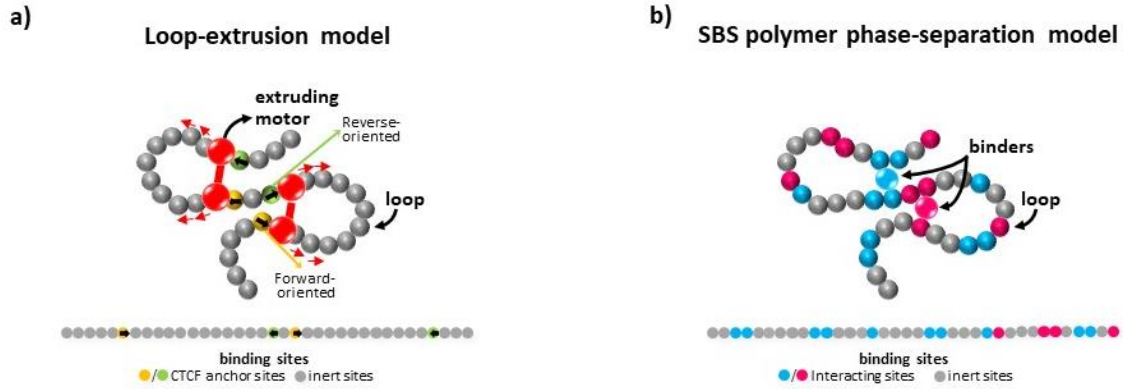 a)
Loop-extrusion model
extruding
motor
Reverse-
oriented
loop
Forward-
oriented
binding sites
/ CTCF anchor sites inert sites
b)
SBS polymer phase-separation model
binders
loop
binding sites
/ Interacting sites inert sites